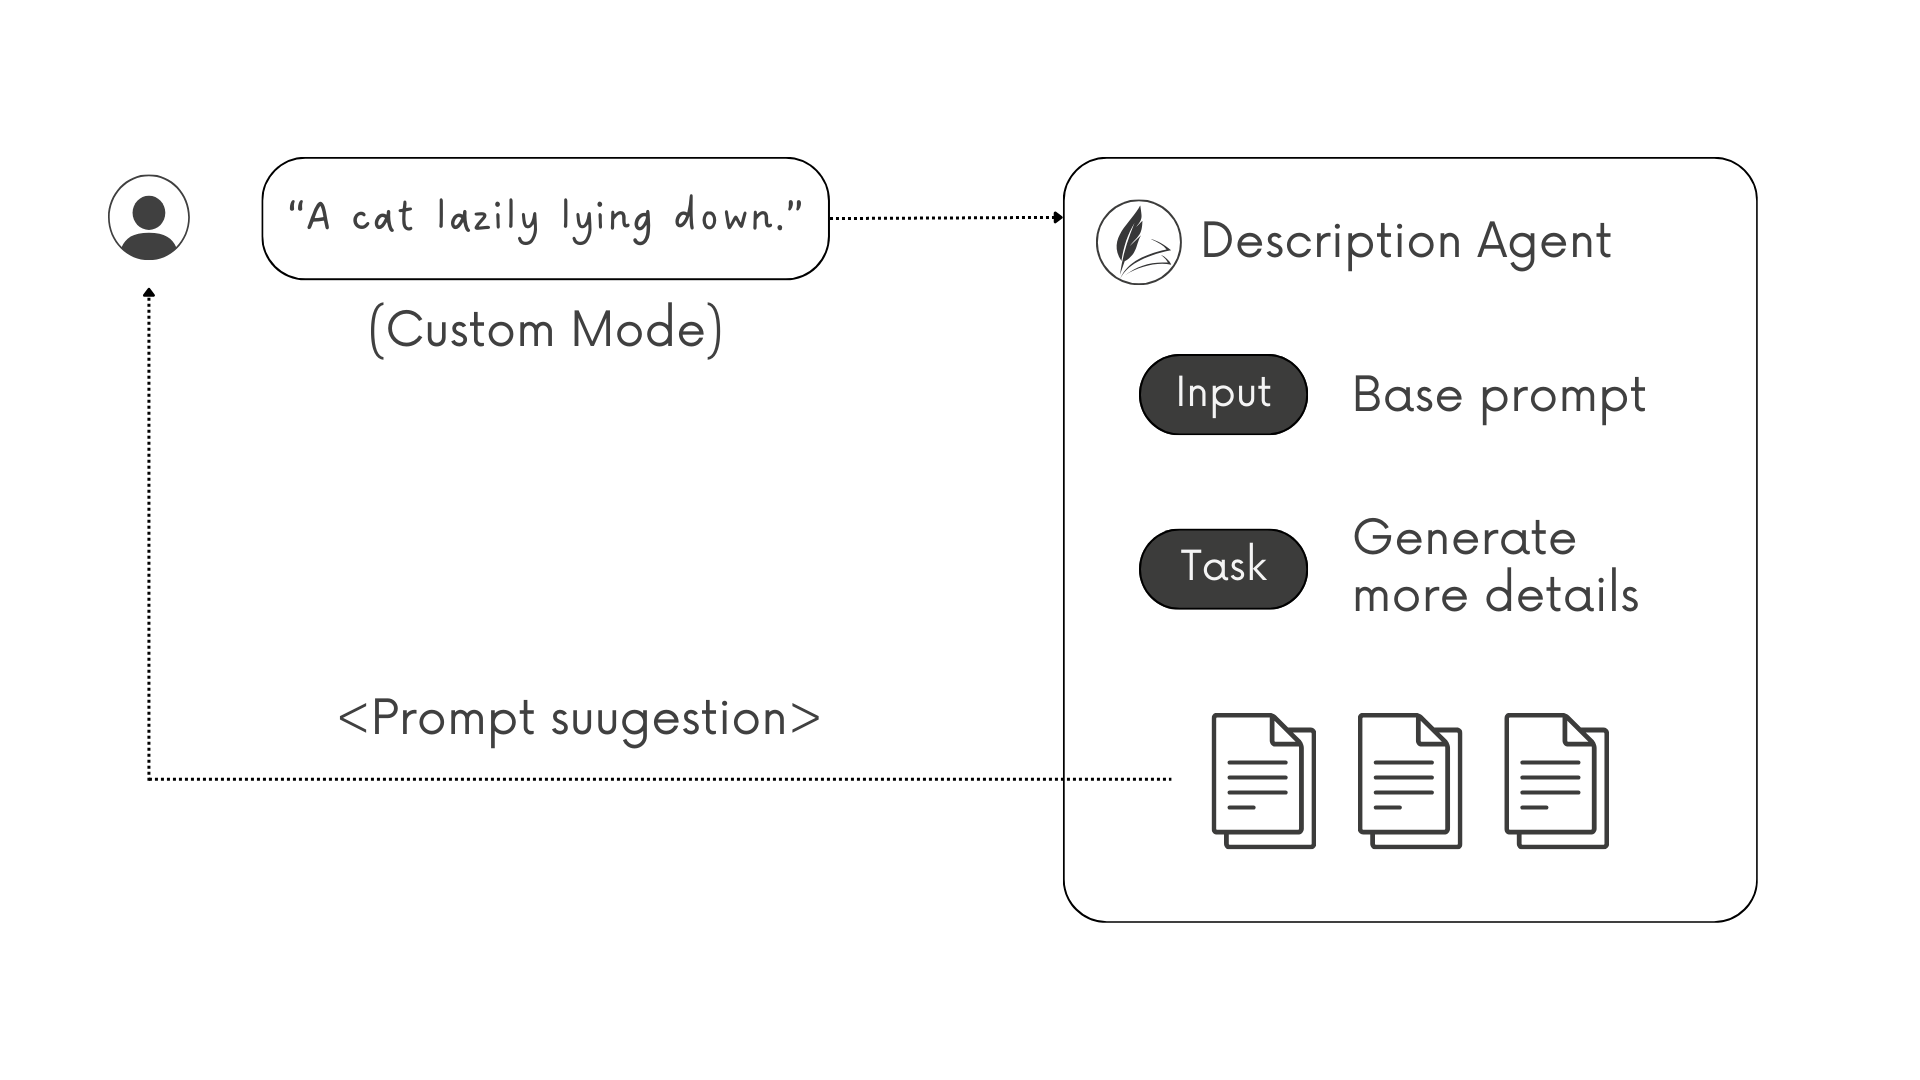 “A cat lazily lying down.”
(Custom Mode)
Description Agent
Input
Base prompt
Task
Generate
more details
<Prompt suugestion>